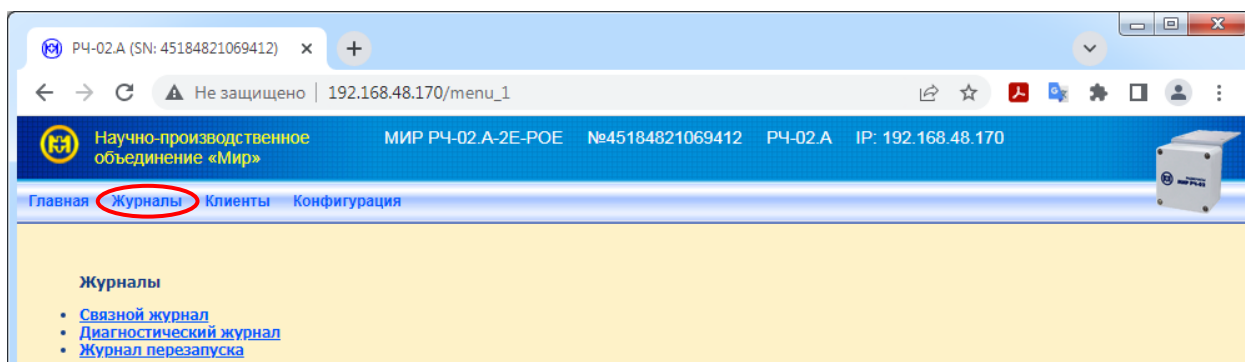 РЧ-02.А (SN: 45184821069412)
Не защищено | 192.168.48.170/menu_1
Научно-производственное объединение «Мир»
МИР РЧ-02.А-2Е-РОЕ №45184821069412 РЧ-02.А IP: 192.168.48.170
Главная Журналы Клиенты Конфигурация
Журналы
• Связной журнал
• Диагностический журнал
• Журнал перезапуска